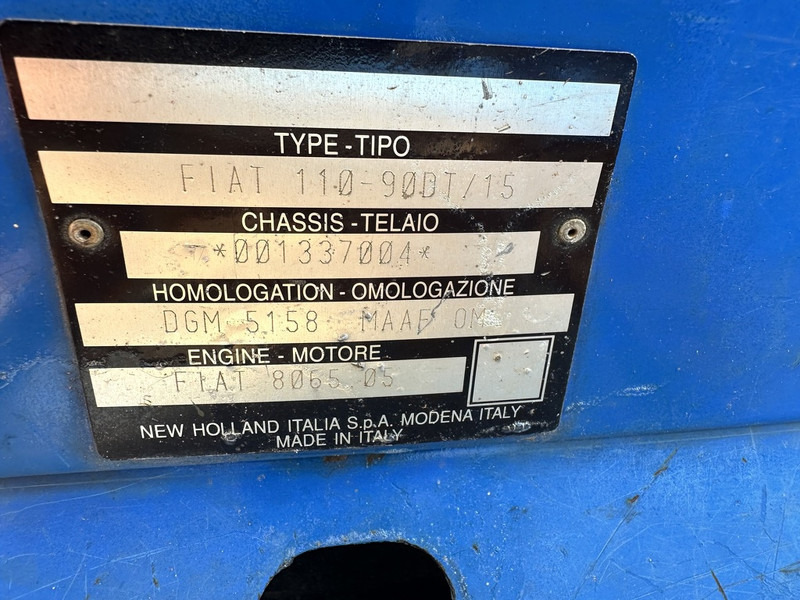 TYPE - TIPO
FIAT 110-90DT/15
CHASSIS - TELAIO
*001337004*
HOMOLOGATION - OMOLOGAZIONE
DGM 5158 MAAF OM
ENGINE - MOTORE
FIAT 8065.05
NEW HOLLAND ITALIA S.p.A. MODENA ITALY
MADE IN ITALY